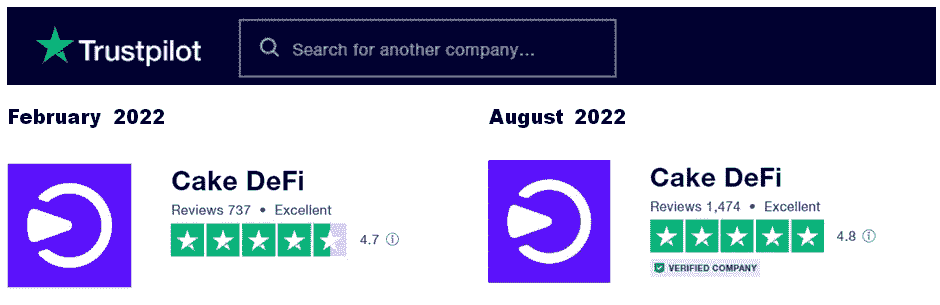 Trustpilot
Search for another company...
February 2022
Cake DeFi
Reviews 737 • Excellent
4.7
August 2022
Cake DeFi
Reviews 1,474 • Excellent
4.8
VERIFIED COMPANY